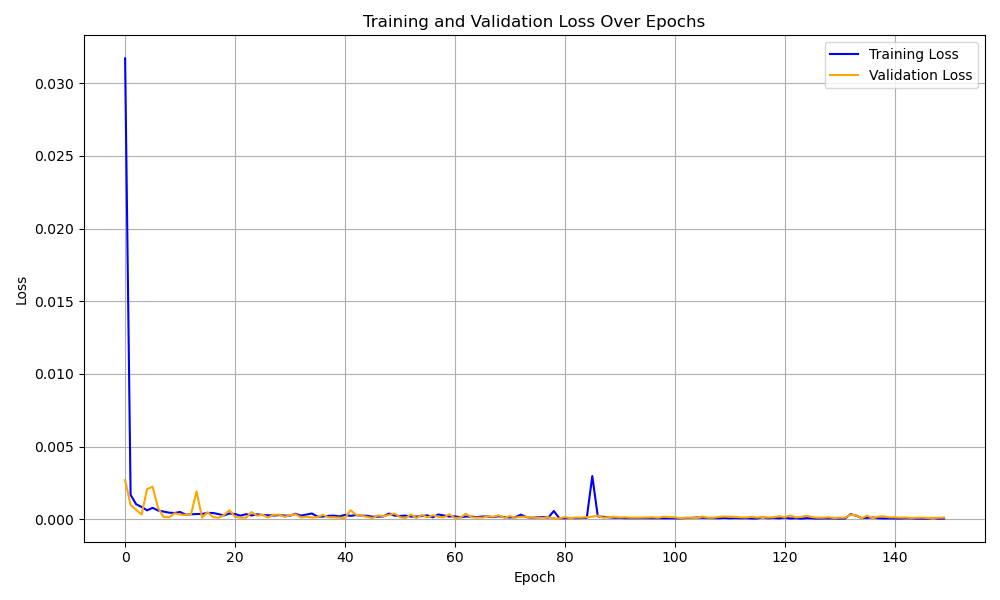 Training and Validation Loss Over Epochs
Training Loss
Validation Loss
0.030
0.025
0.020
0.015
0.010
0.005
0.000
Loss
0 20 40 60 80 100 120 140
Epoch